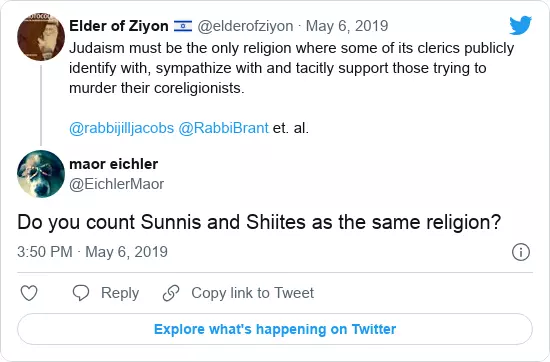 Elder of Ziyon 🇮🇱 @elderofziyon · May 6, 2019
Judaism must be the only religion where some of its clerics publicly
identify with, sympathize with and tacitly support those trying to
murder their coreligionists.
@rabbijilljacobs @RabbiBrant et. al.
maor eichler
@EichlerMaor
Do you count Sunnis and Shiites as the same religion?
3:50 PM · May 6, 2019
Reply
Copy link to Tweet
Explore what's happening on Twitter